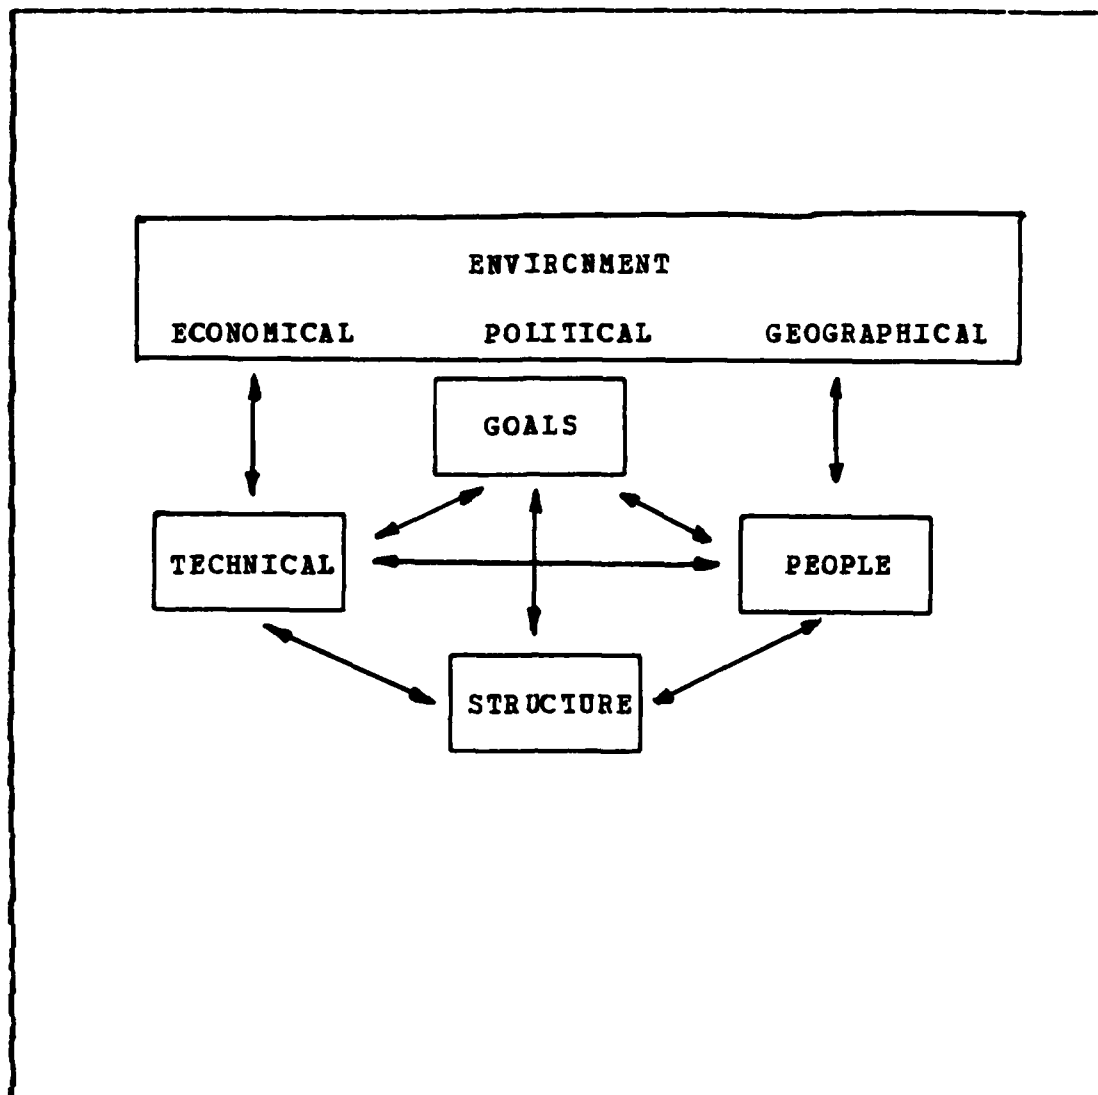 ENVIRCNMENT
ECONOMICAL POLITICAL GEOGRAPHICAL
GOALS
TECHNICAL PEOPLE
STRUCTURE